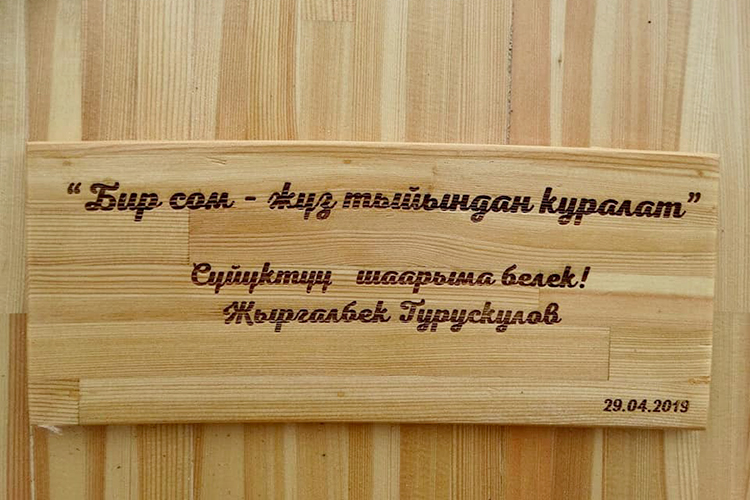 “Бир сом - жүз тыйындан куралат”
Сүйүктүү шаарыма белек!
Жыргалбек Турускулов
29.04.2019